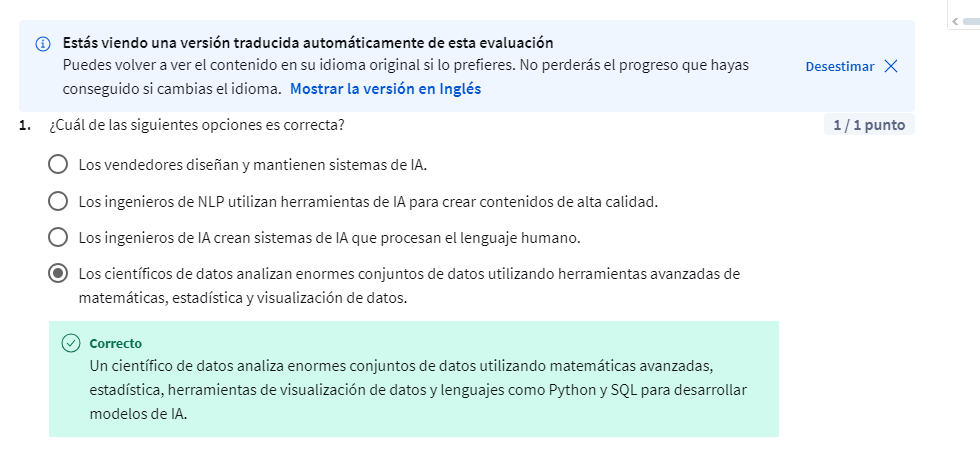 Estás viendo una versión traducida automáticamente de esta evaluación
Puedes volver a ver el contenido en su idioma original si lo prefieres. No perderás el progreso que hayas
conseguido si cambias el idioma. Mostrar la versión en Inglés
Desestimar
1. ¿Cuál de las siguientes opciones es correcta?
1 / 1 punto
Los vendedores diseñan y mantienen sistemas de IA.
Los ingenieros de NLP utilizan herramientas de IA para crear contenidos de alta calidad.
Los ingenieros de IA crean sistemas de IA que procesan el lenguaje humano.
Los científicos de datos analizan enormes conjuntos de datos utilizando herramientas avanzadas de
matemáticas, estadística y visualización de datos.
Correcto
Un científico de datos analiza enormes conjuntos de datos utilizando matemáticas avanzadas,
estadística, herramientas de visualización de datos y lenguajes como Python y SQL para desarrollar
modelos de IA.